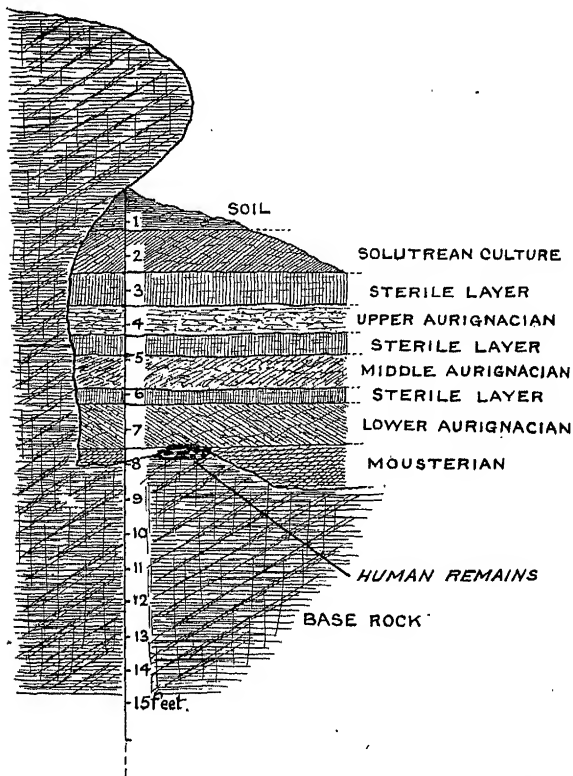 SOIL
1
2
SOLUTREAN CULTURE
3
STERILE LAYER
4
UPPER AURIGNACIAN
STERILE LAYER
5
MIDDLE AURIGNACIAN
6
STERILE LAYER
7
LOWER AURIGNACIAN
8
MOUSTERIAN
9
10
11
HUMAN REMAINS
12
BASE ROCK
13
14
15 feet.